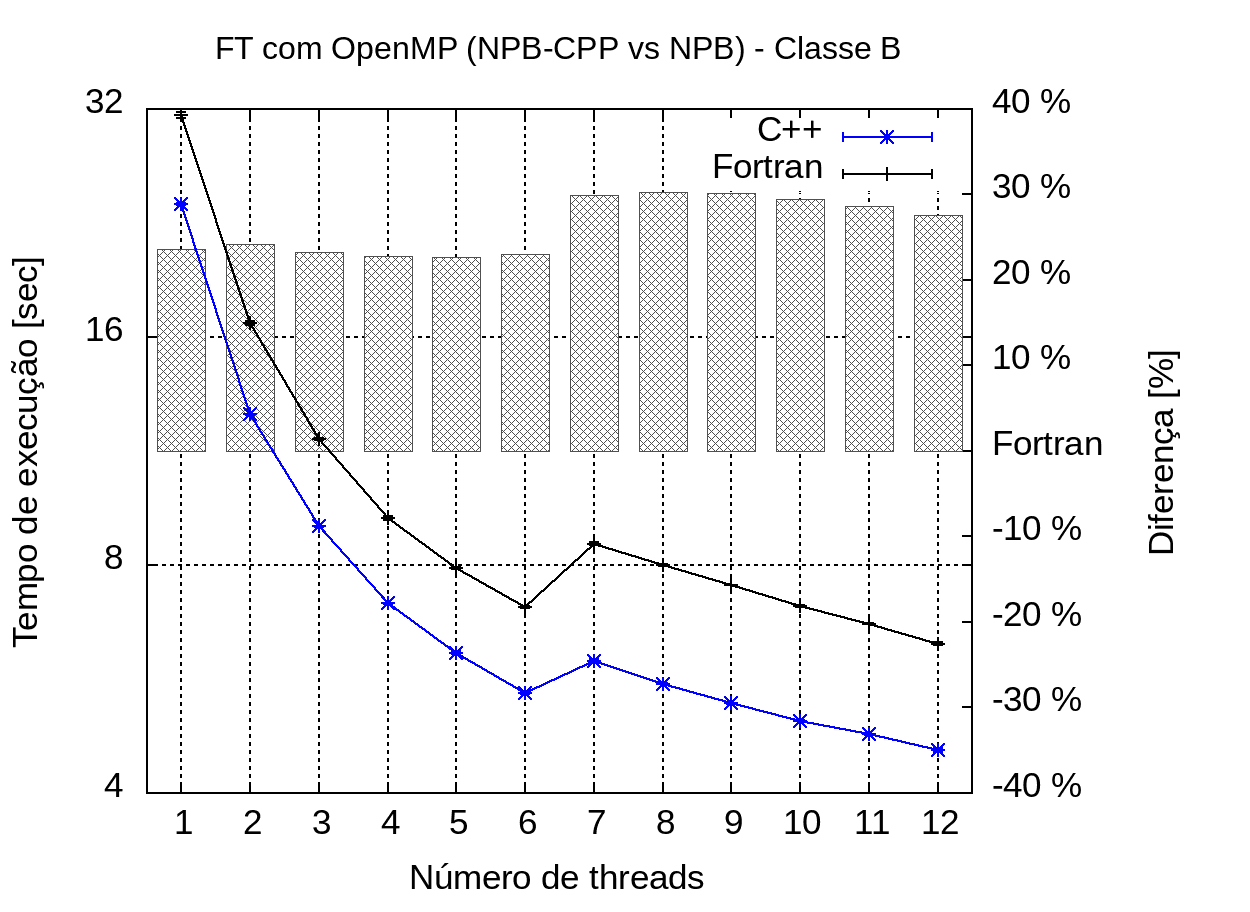 FT com OpenMP (NPB-CPP vs NPB) - Classe B
C++
Fortran
32
16
8
4
Tempo de execução [sec]
40 %
30 %
20 %
10 %
Fortran
-10 %
-20 %
-30 %
-40 %
Diferença [%]
1 2 3 4 5 6 7 8 9 10 11 12
Número de threads